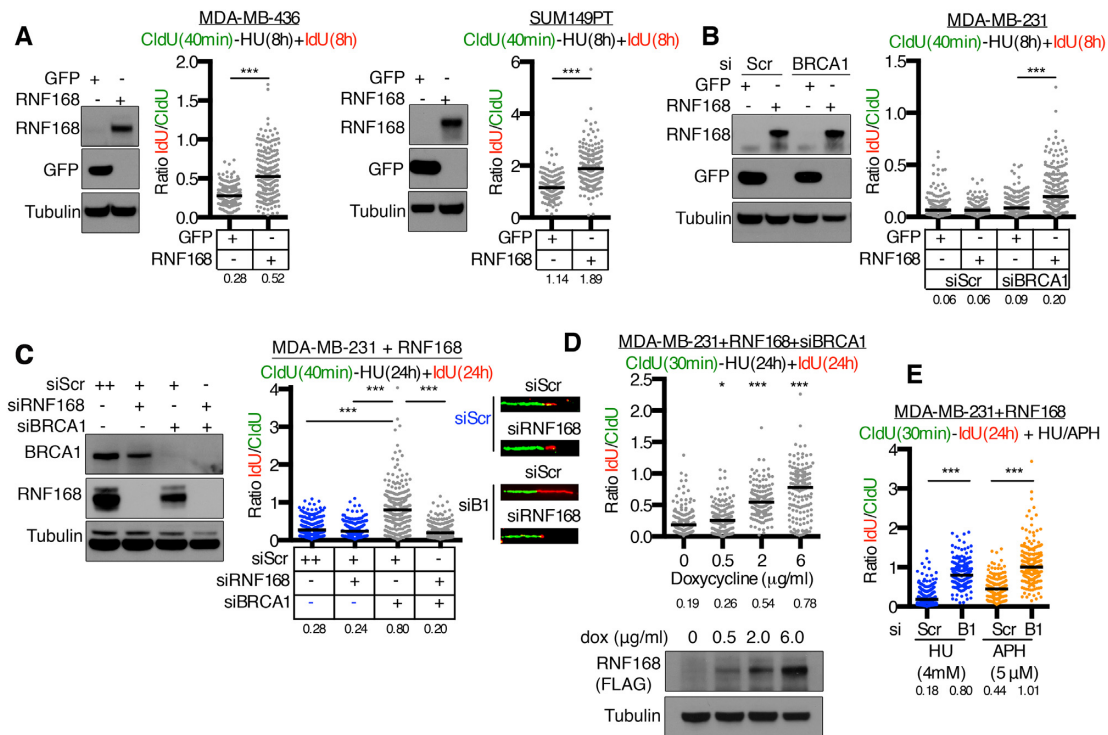 A
MDA-MB-436
CldU(40min)-HU(8h)+IdU(8h)
GFP + -
RNF168 - +
RNF168
GFP
Tubulin
Ratio IdU/CldU
2.0
1.5
1.0
0.5
0.0
***
GFP + -
RNF168 - +
0.28 0.52
SUM149PT
CldU(40min)-HU(8h)+IdU(8h)
GFP + -
RNF168 - +
RNF168
GFP
Tubulin
Ratio IdU/CldU
6
4
2
0
***
GFP + -
RNF168 - +
1.14 1.89
B
si Scr BRCA1
GFP + - + -
RNF168 - + - +
RNF168
GFP
Tubulin
MDA-MB-231
CldU(40min)-HU(8h)+IdU(8h)
Ratio IdU/CldU
1.5
1.0
0.5
0.0
***
GFP + - + -
RNF168 - + - +
siScr siBRCA1
0.06 0.06 0.09 0.20
C
siScr ++ + + -
siRNF168 - + - +
siBRCA1 - - + +
BRCA1
RNF168
Tubulin
MDA-MB-231 + RNF168
CldU(40min)-HU(24h)+IdU(24h)
Ratio IdU/CldU
4
3
2
1
0
*** *** ***
siScr ++ + + -
siRNF168 - + - +
siBRCA1 - - + +
0.28 0.24 0.80 0.20
siScr
siScr
siRNF168
siB1
siScr
siRNF168
D
MDA-MB-231+RNF168+siBRCA1
CldU(30min)-HU(24h)+IdU(24h)
Ratio IdU/CldU
2.5
2.0
1.5
1.0
0.5
0.0
* *** ***
0 0.5 2 6
Doxycycline (µg/ml)
0.19 0.26 0.54 0.78
dox (µg/ml) 0 0.5 2.0 6.0
RNF168
(FLAG)
Tubulin
E
MDA-MB-231+RNF168
CldU(30min)-IdU(24h) + HU/APH
Ratio IdU/CldU
4
3
2
1
0
*** ***
si Scr B1 Scr B1
HU APH
(4mM) (5 µM)
0.18 0.80 0.44 1.01